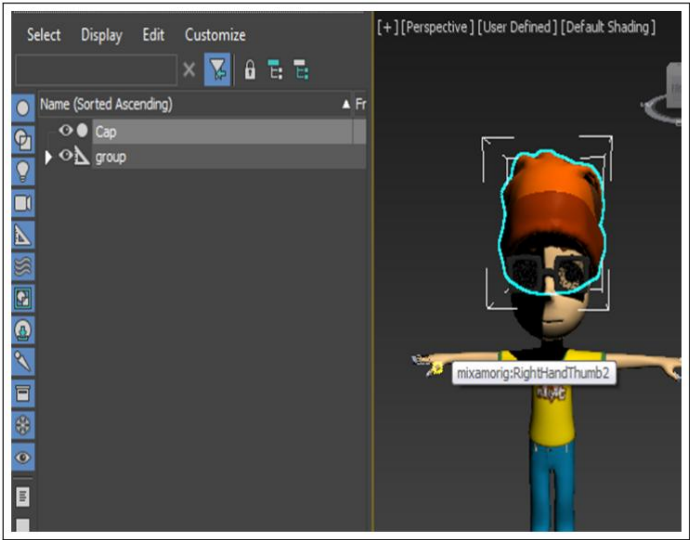 Select Display Edit Customize
[+] [Perspective ] [User Defined ] [Default Shading ]
Name (Sorted Ascending) ▲ Fr
Cap
group
mixamorig:RightHandThumb2